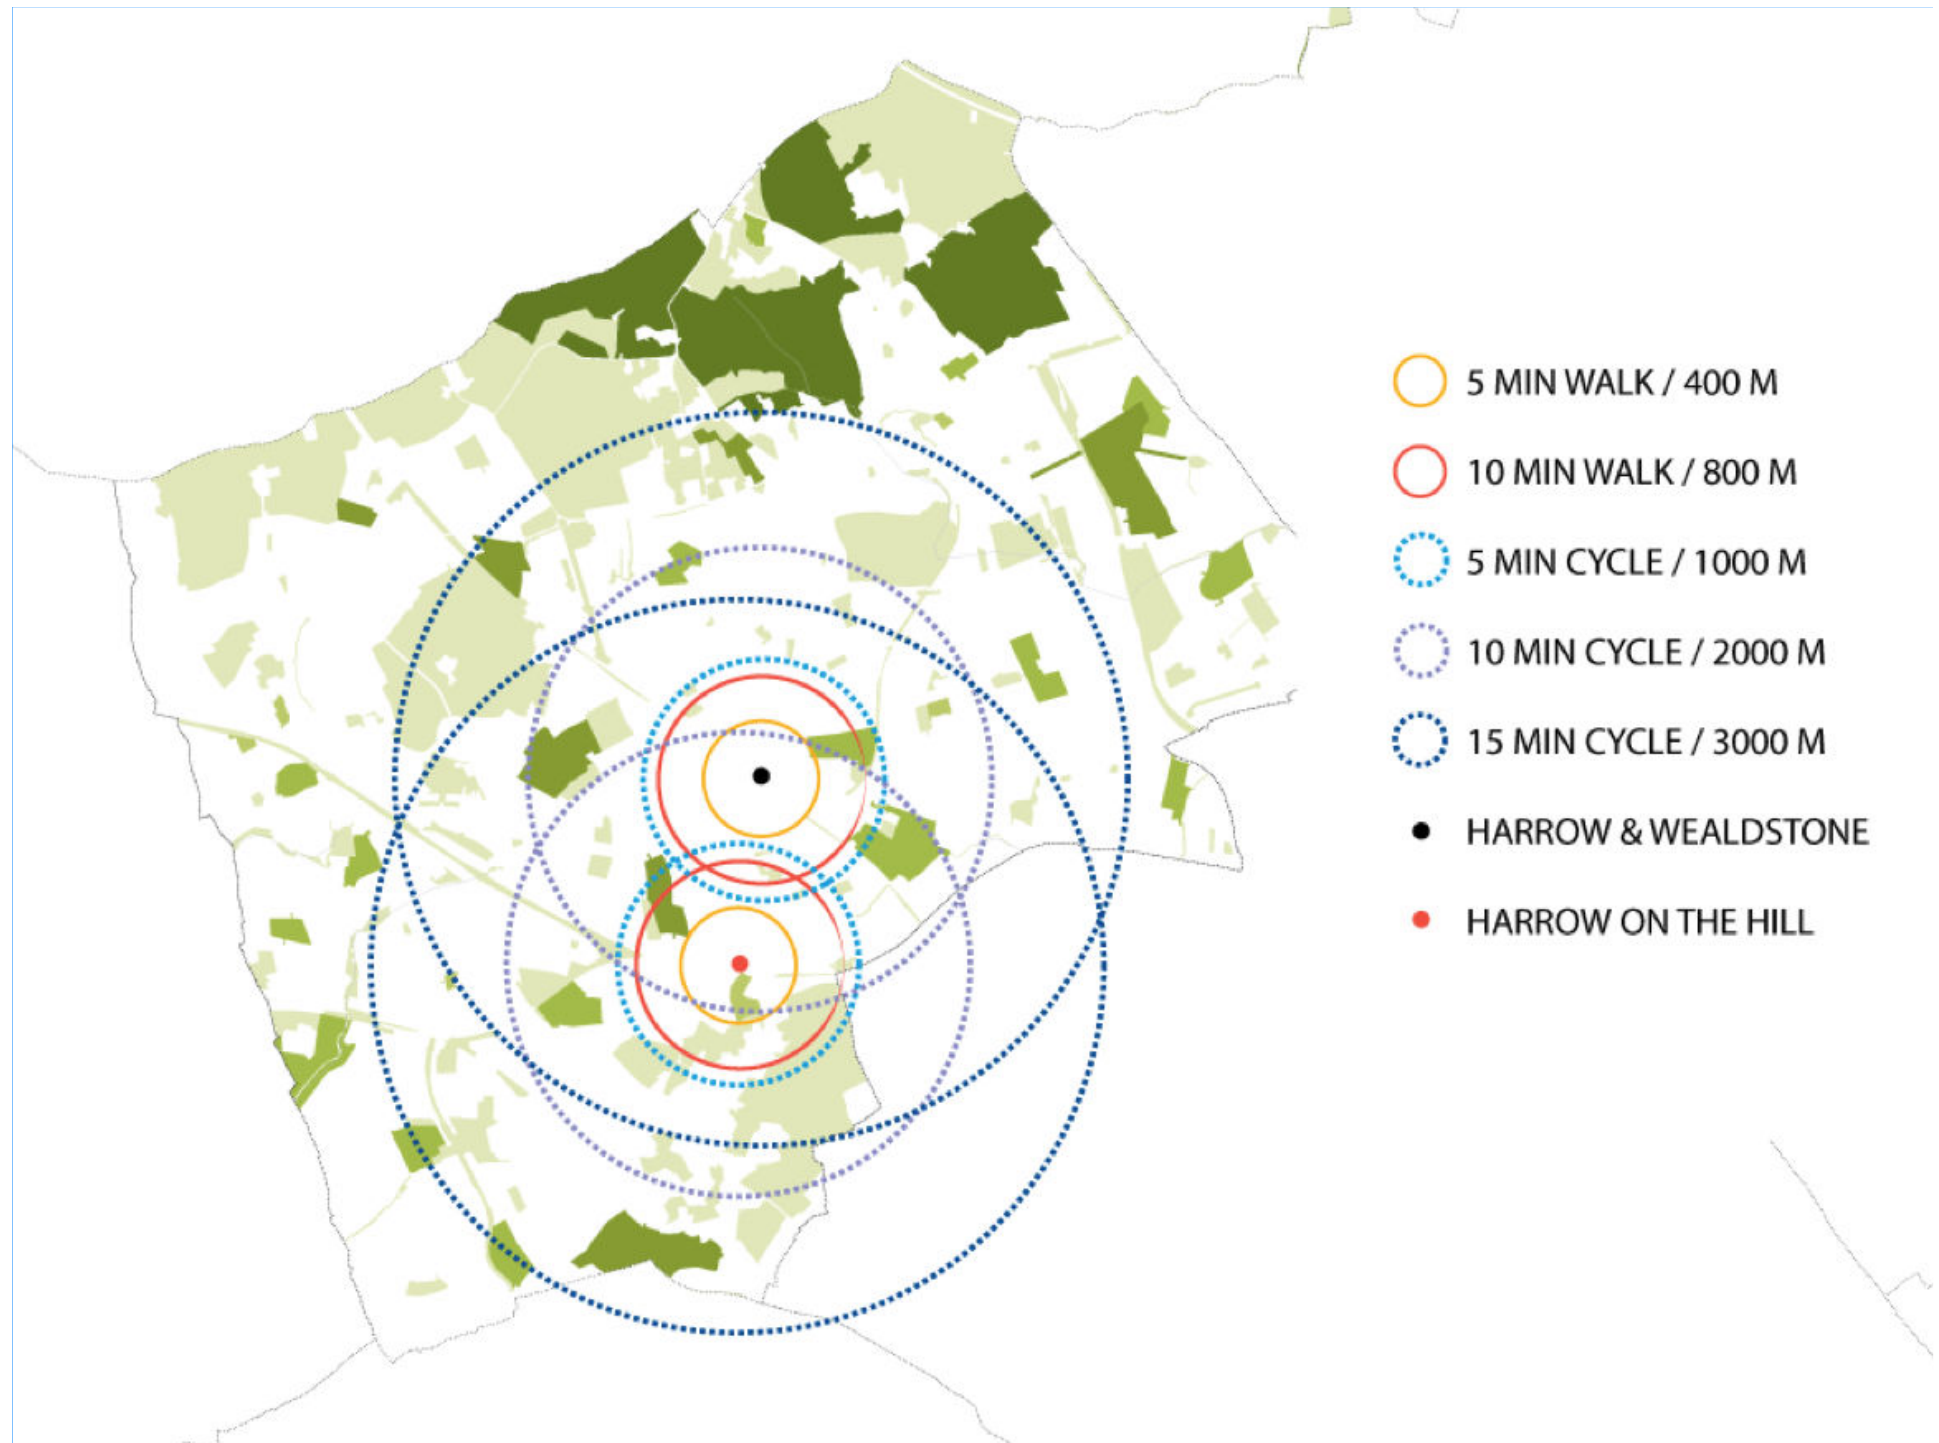 5 MIN WALK / 400 M
10 MIN WALK / 800 M
5 MIN CYCLE / 1000 M
10 MIN CYCLE / 2000 M
15 MIN CYCLE / 3000 M
HARROW & WEALDSTONE
HARROW ON THE HILL